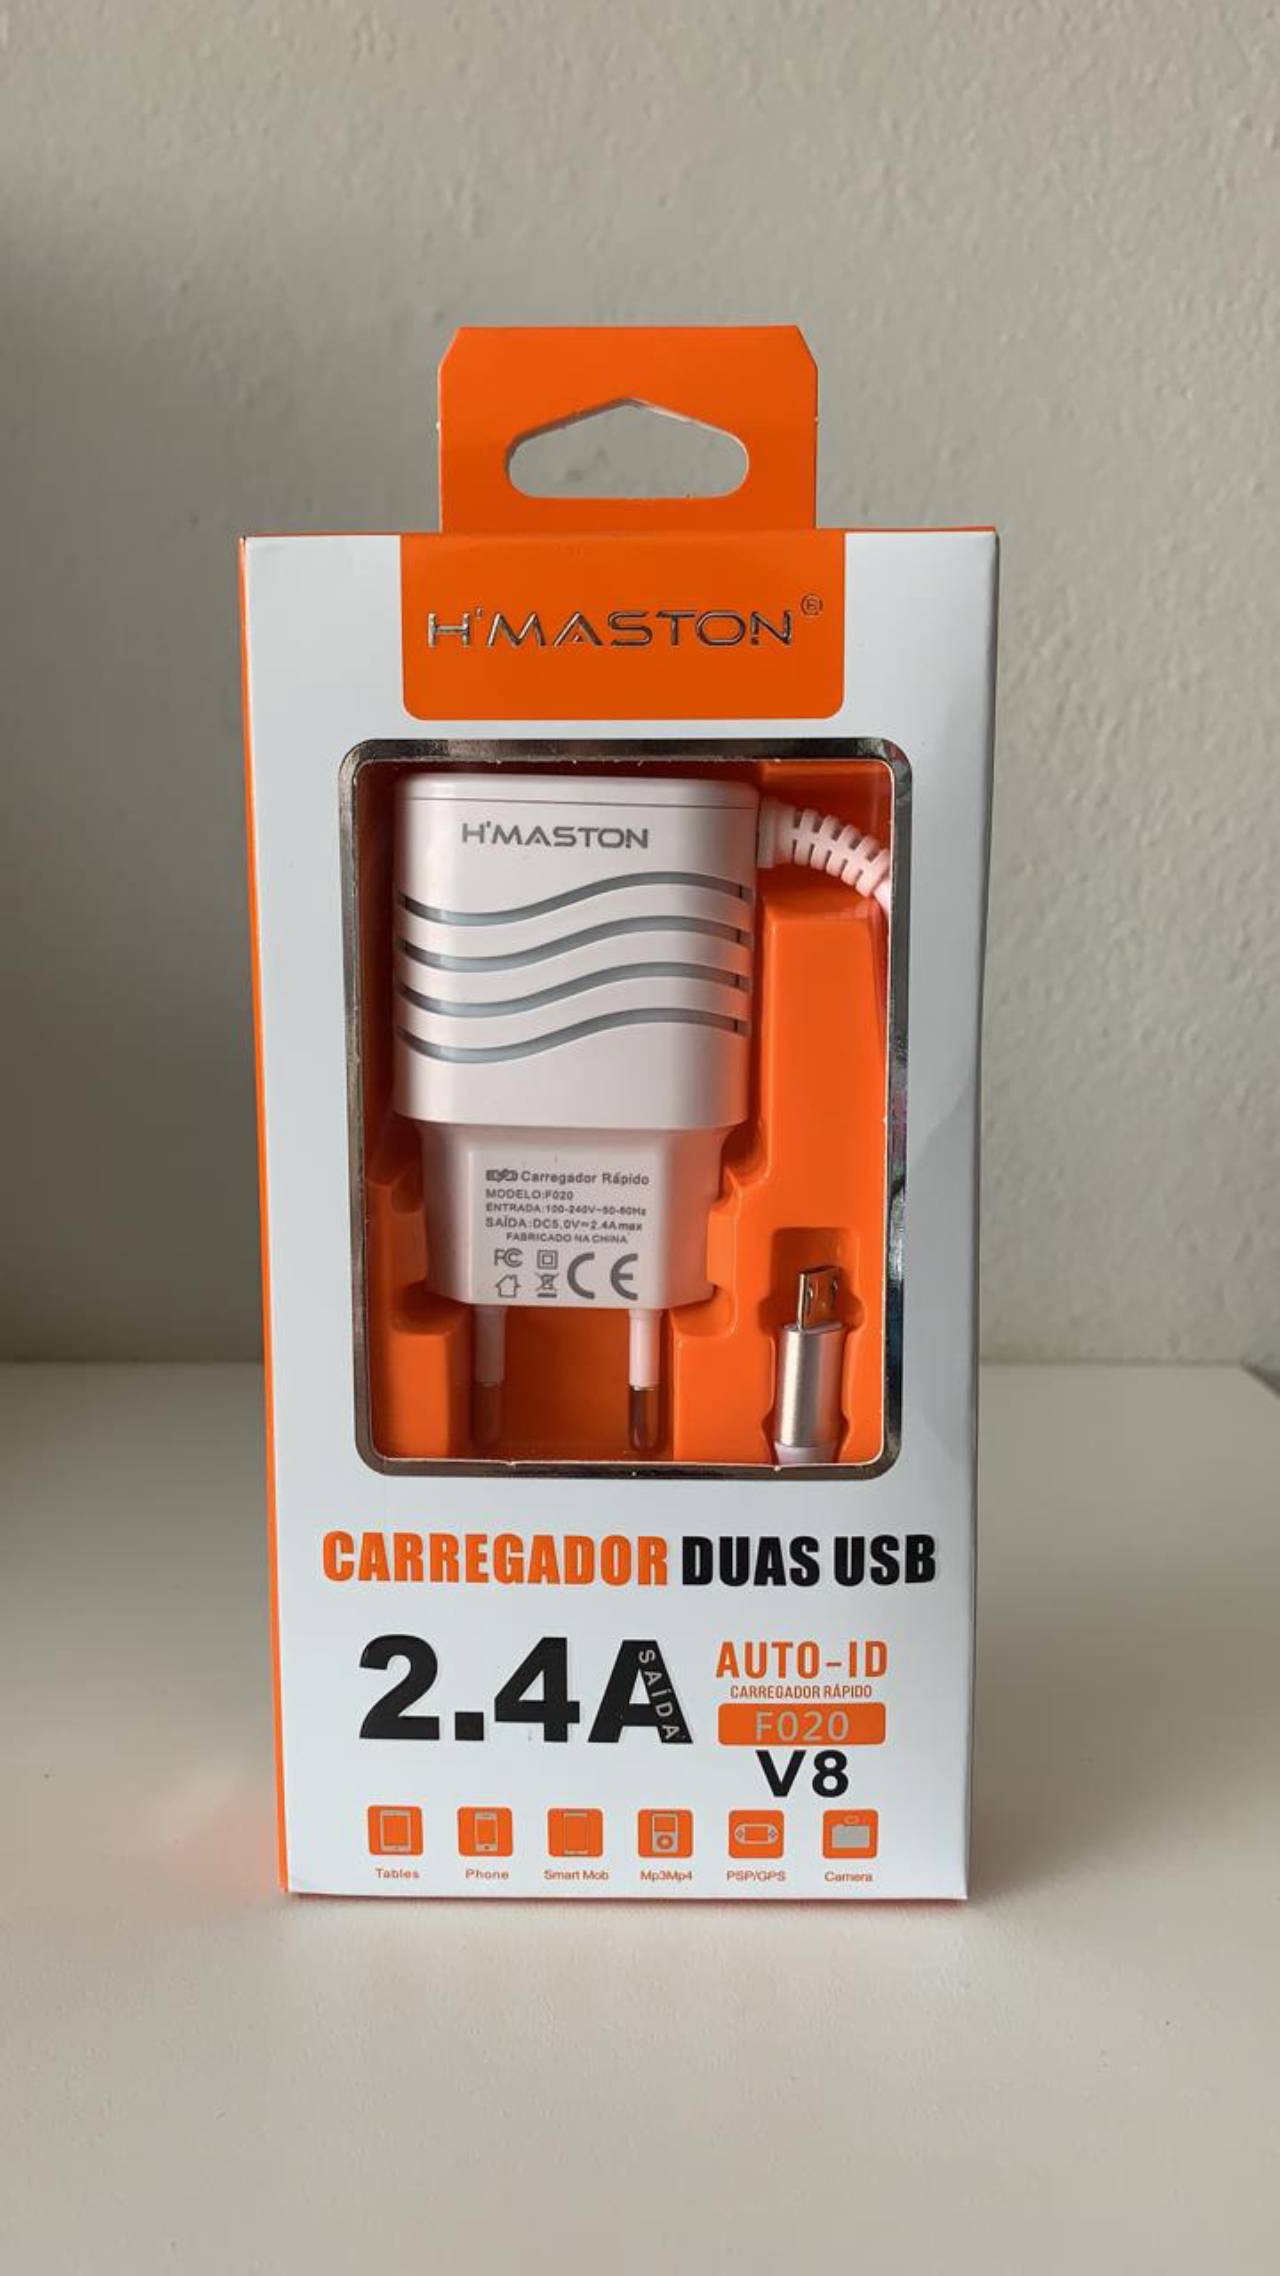 H'MASTON®
H'MASTON
Carregador Rápido
MODELO:F020
ENTRADA:100-240V~50-60Hz
SAÍDA:DC5.0V=2.4Amax
FABRICADO NA CHINA
FC CE
CARREGADOR DUAS USB
2.4A
SAÍDA
AUTO-ID
CARREGADOR RÁPIDO
F020
V8
Tables Phone Smart Mob Mp3Mp4 PSP/GPS Camera